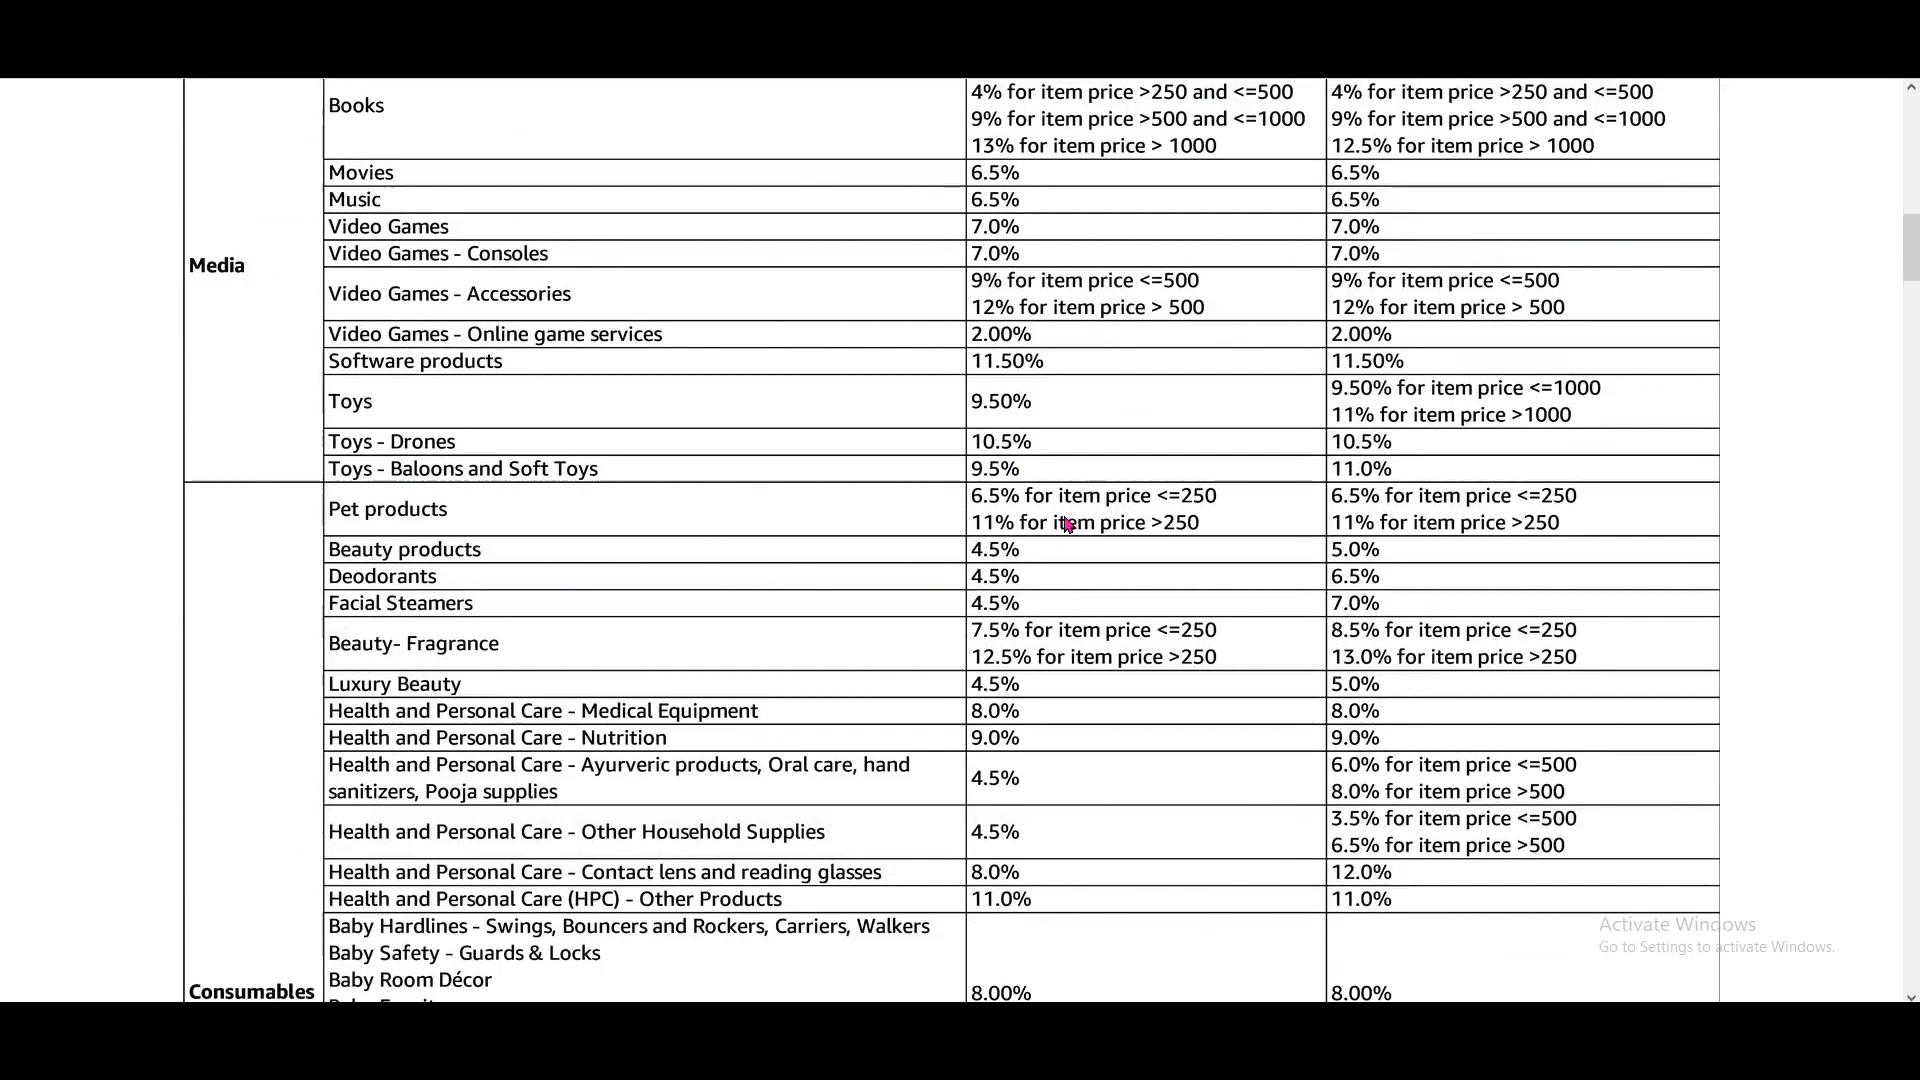 Books
4% for item price >250 and <=500
9% for item price >500 and <=1000
13% for item price > 1000
4% for item price >250 and <=500
9% for item price >500 and <=1000
12.5% for item price > 1000
Movies 6.5% 6.5%
Music 6.5% 6.5%
Video Games 7.0% 7.0%
Video Games - Consoles 7.0% 7.0%
Media
Video Games - Accessories
9% for item price <=500
12% for item price > 500
9% for item price <=500
12% for item price > 500
Video Games - Online game services 2.00% 2.00%
Software products 11.50% 11.50%
Toys
9.50%
9.50% for item price <=1000
11% for item price >1000
Toys - Drones 10.5% 10.5%
Toys - Baloons and Soft Toys 9.5% 11.0%
Pet products
6.5% for item price <=250
11% for item price >250
6.5% for item price <=250
11% for item price >250
Beauty products 4.5% 5.0%
Deodorants 4.5% 6.5%
Facial Steamers 4.5% 7.0%
Beauty- Fragrance
7.5% for item price <=250
12.5% for item price >250
8.5% for item price <=250
13.0% for item price >250
Luxury Beauty 4.5% 5.0%
Health and Personal Care - Medical Equipment 8.0% 8.0%
Health and Personal Care - Nutrition 9.0% 9.0%
Health and Personal Care - Ayurveric products, Oral care, hand
sanitizers, Pooja supplies
4.5%
6.0% for item price <=500
8.0% for item price >500
Health and Personal Care - Other Household Supplies
4.5%
3.5% for item price <=500
6.5% for item price >500
Health and Personal Care - Contact lens and reading glasses 8.0% 12.0%
Health and Personal Care (HPC) - Other Products 11.0% 11.0%
Baby Hardlines - Swings, Bouncers and Rockers, Carriers, Walkers
Baby Safety - Guards & Locks
Baby Room Décor
Consumables
8.00% 8.00%
Activate Windows
Go to Settings to activate Windows.